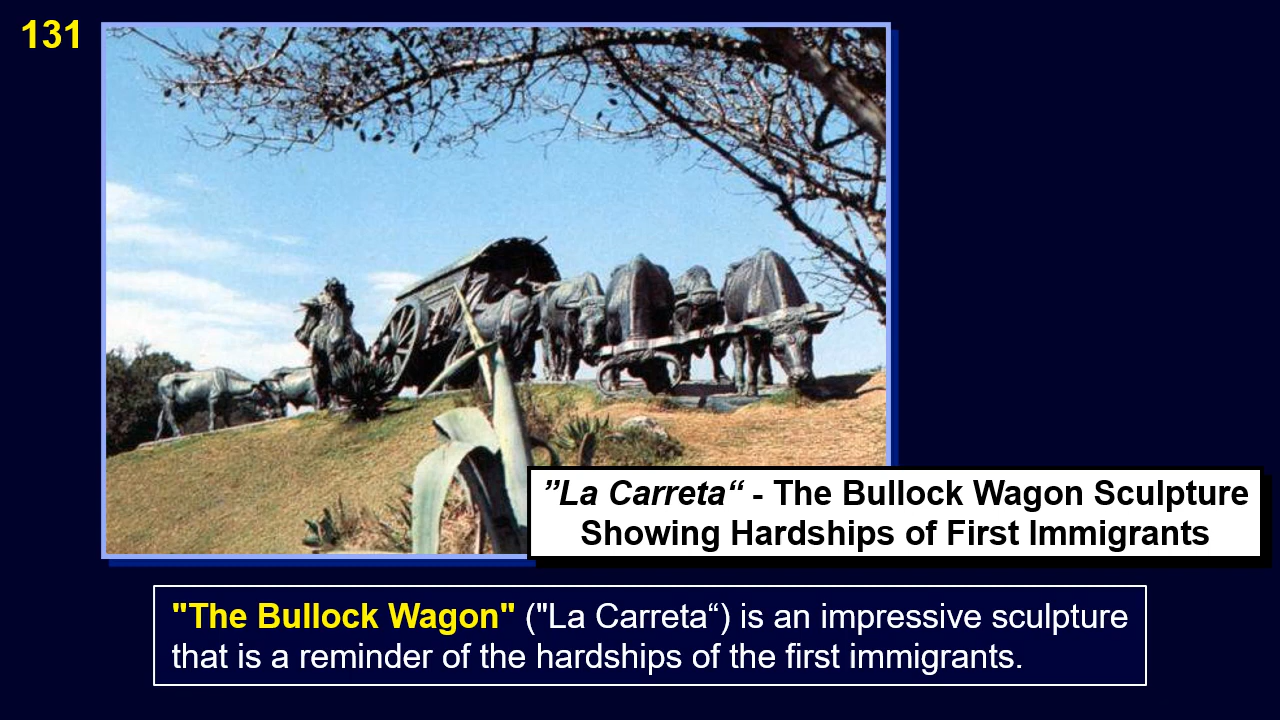 131
”La Carreta“ - The Bullock Wagon Sculpture
Showing Hardships of First Immigrants
"The Bullock Wagon" ("La Carreta“) is an impressive sculpture
that is a reminder of the hardships of the first immigrants.